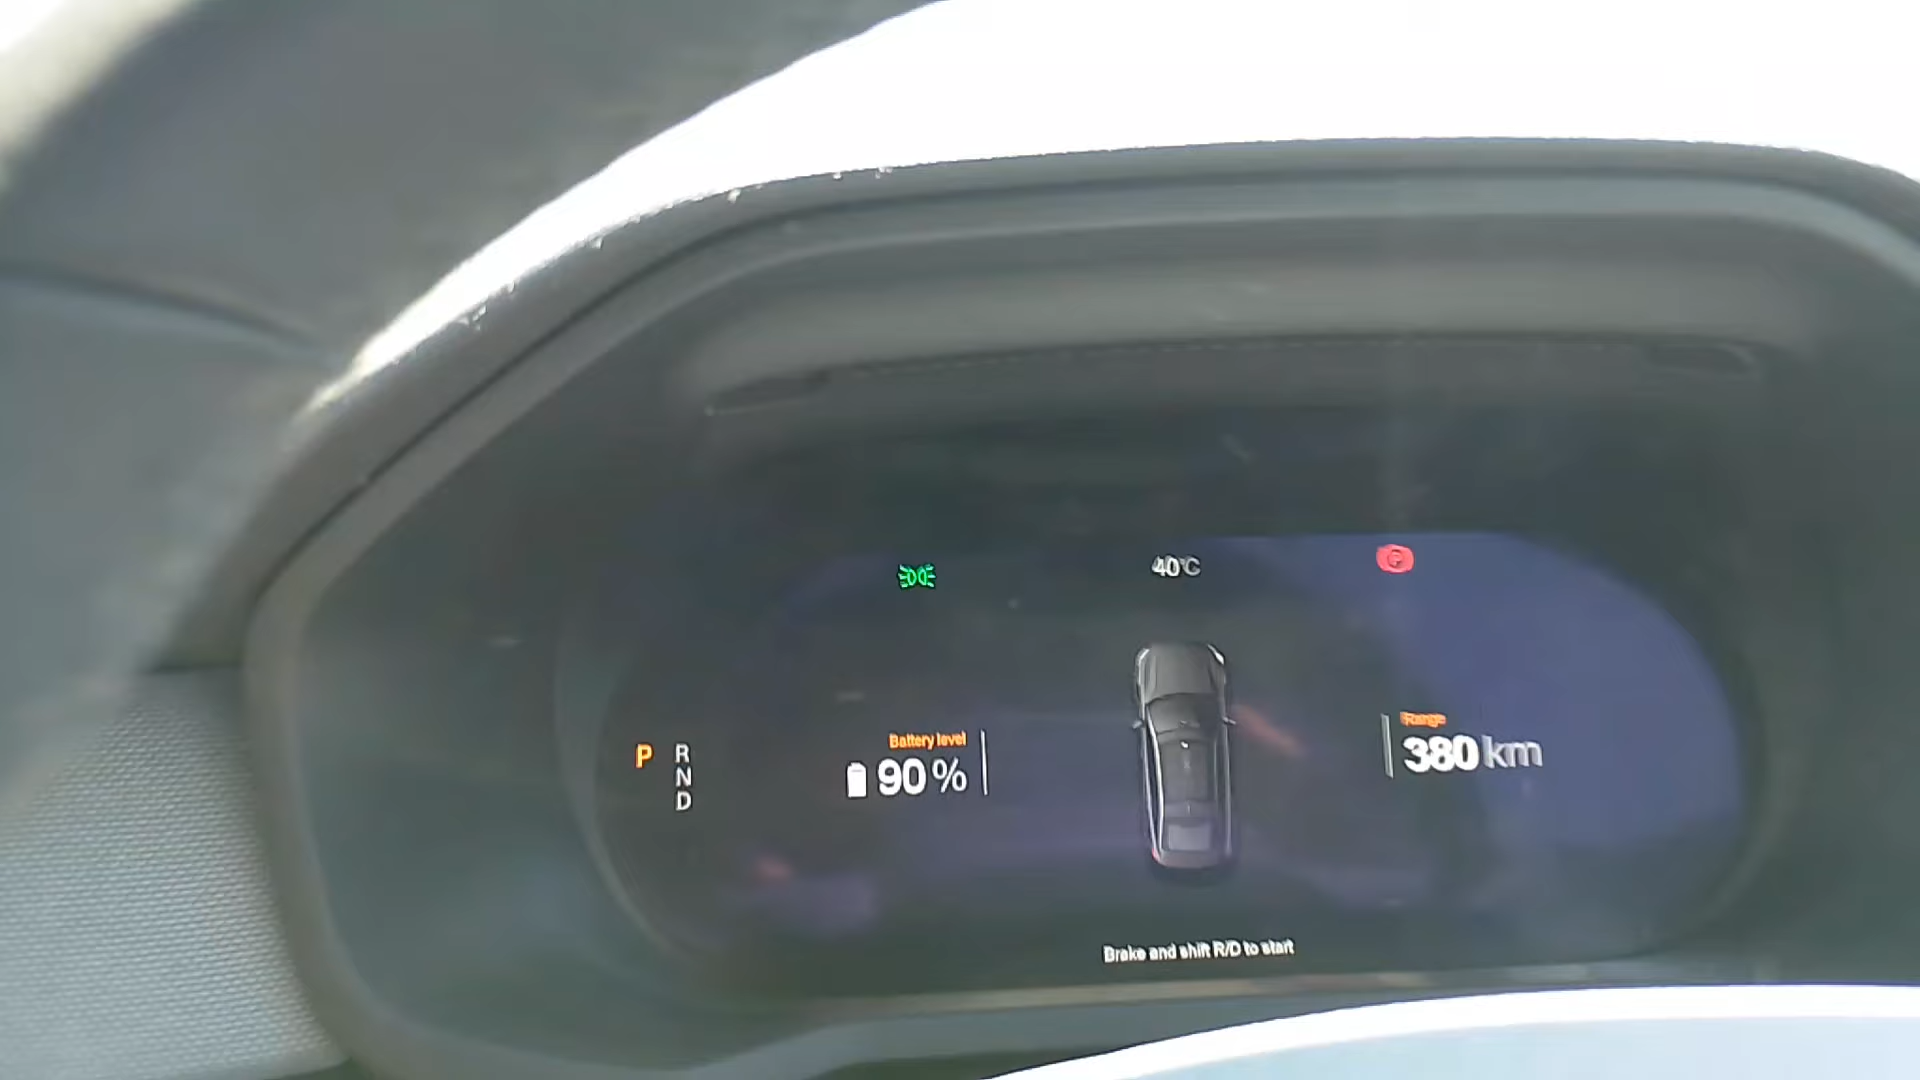 40°C
P
R
N
D
Battery level
90 %
Range
380 km
Brake and shift R/D to start